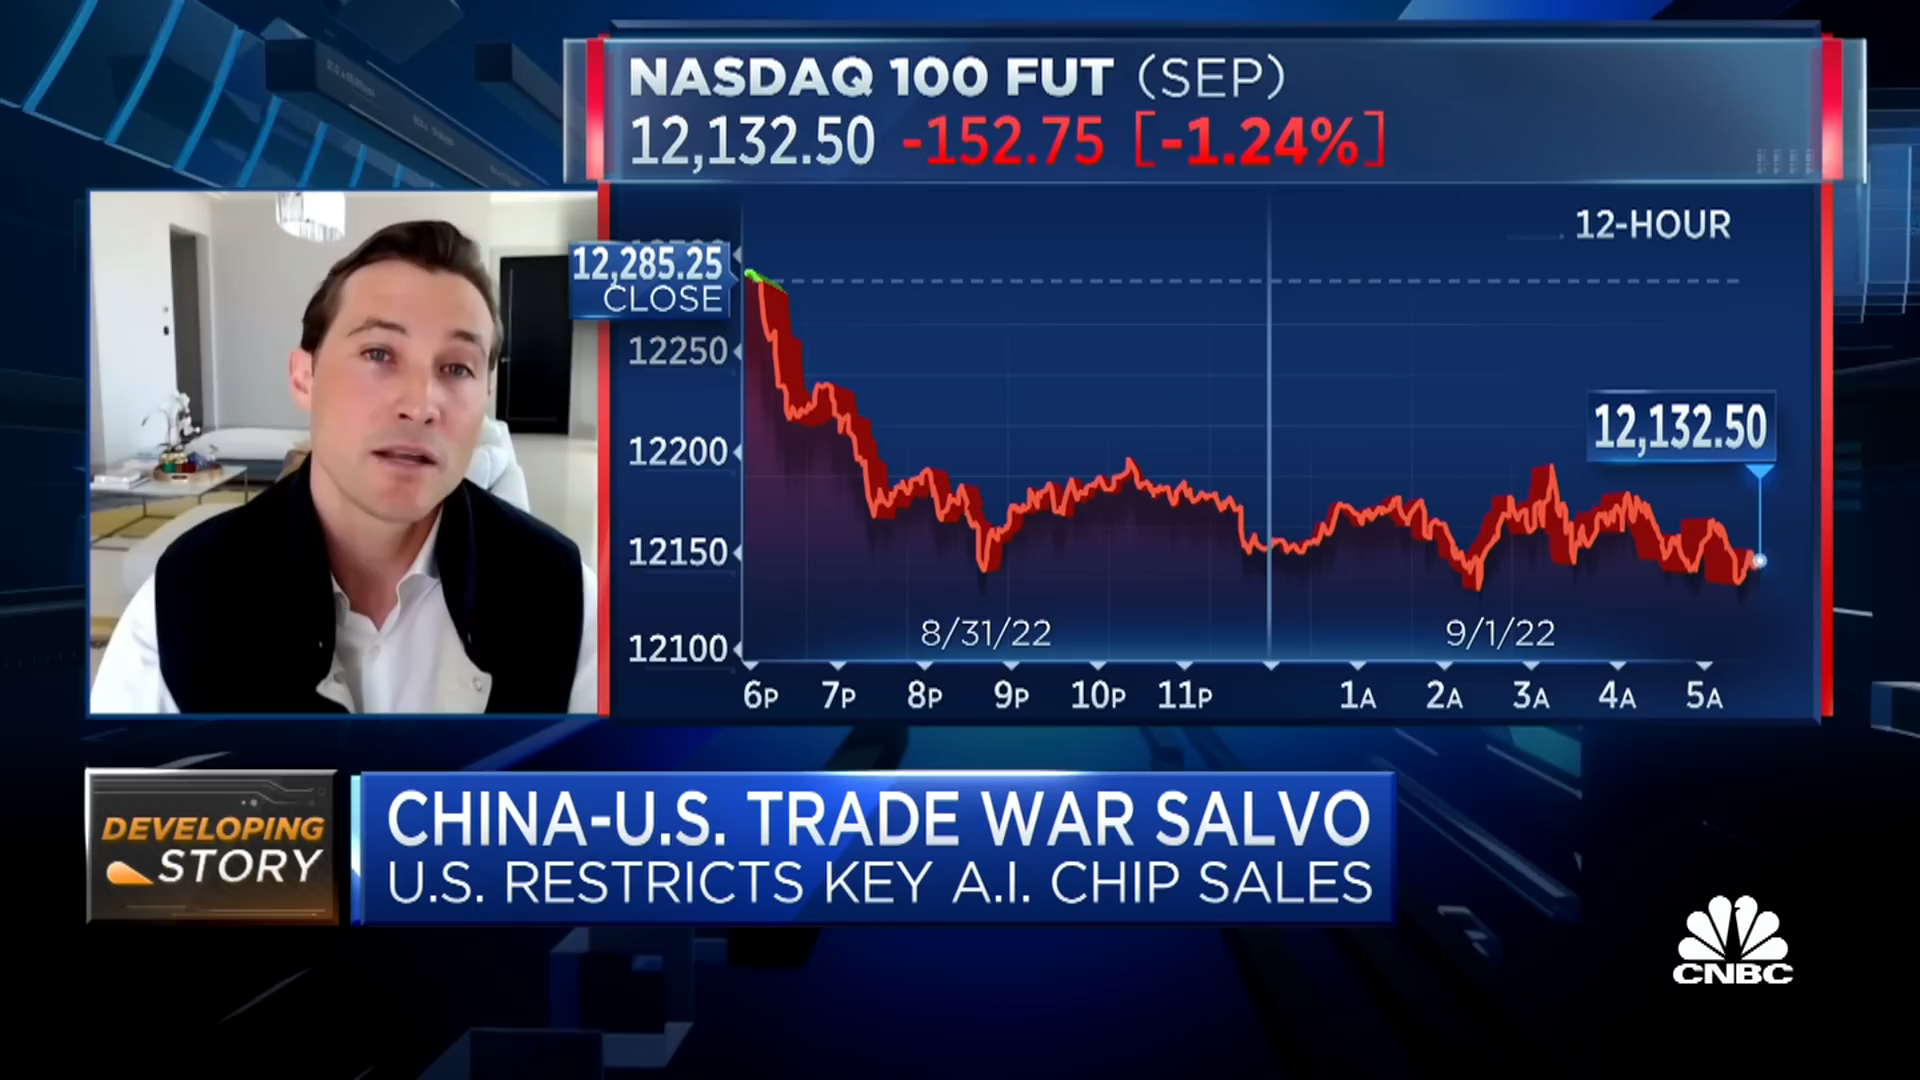 NASDAQ 100 FUT (SEP)
12,132.50 -152.75 [-1.24%]
12-HOUR
12,285.25
CLOSE
12250
12200
12150
12100
12,132.50
8/31/22
9/1/22
6P 7P 8P 9P 10P 11P 1A 2A 3A 4A 5A
DEVELOPING
STORY
CHINA-U.S. TRADE WAR SALVO
U.S. RESTRICTS KEY A.I. CHIP SALES
CNBC